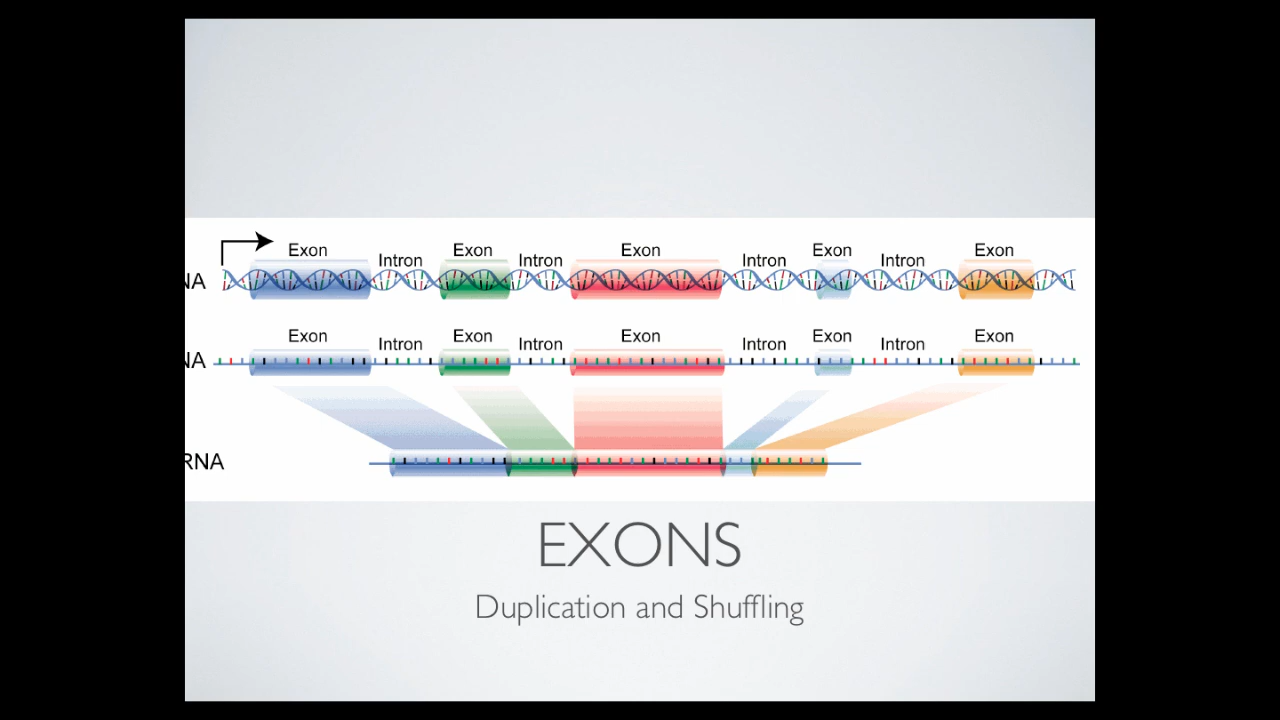 Exon Intron Exon Intron Exon Intron Exon Intron Exon
NA
Exon Intron Exon Intron Exon Intron Exon Intron Exon
NA
RNA
EXONS
Duplication and Shuffling